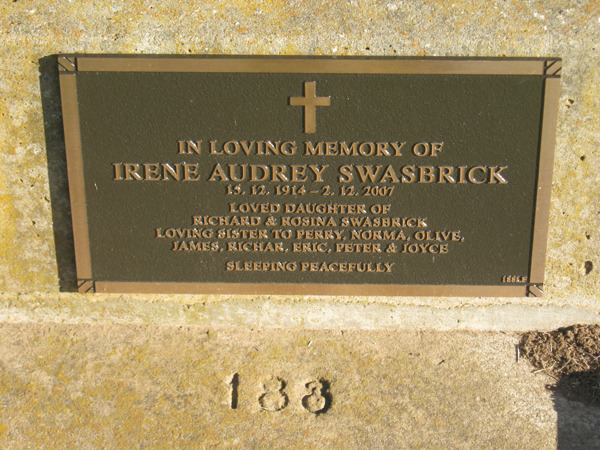 IN LOVING MEMORY OF
IRENE AUDREY SWASBRICK
15.12.1914 – 2.12.2007
LOVED DAUGHTER OF
RICHARD & ROSINA SWASBRICK
LOVING SISTER TO PERRY, NORMA, OLIVE,
JAMES, RICHAR, ERIC, PETER & JOYCE
SLEEPING PEACEFULLY
183